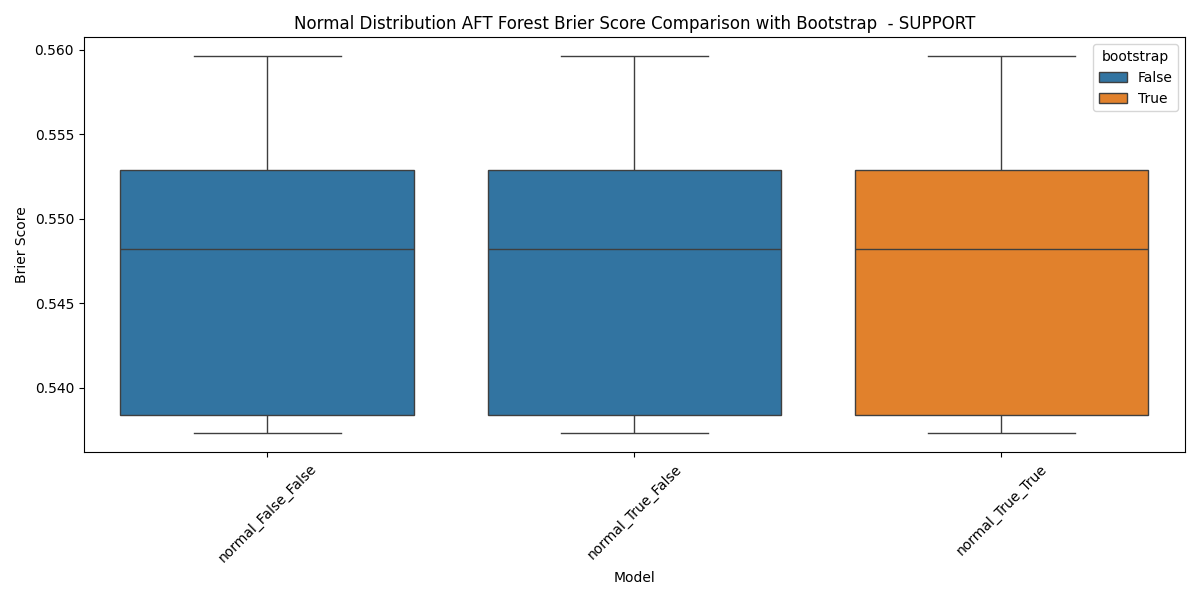 Normal Distribution AFT Forest Brier Score Comparison with Bootstrap  - SUPPORT
bootstrap
False
True
Brier Score
0.560
0.555
0.550
0.545
0.540
normal_False_False
normal_True_False
normal_True_True
Model